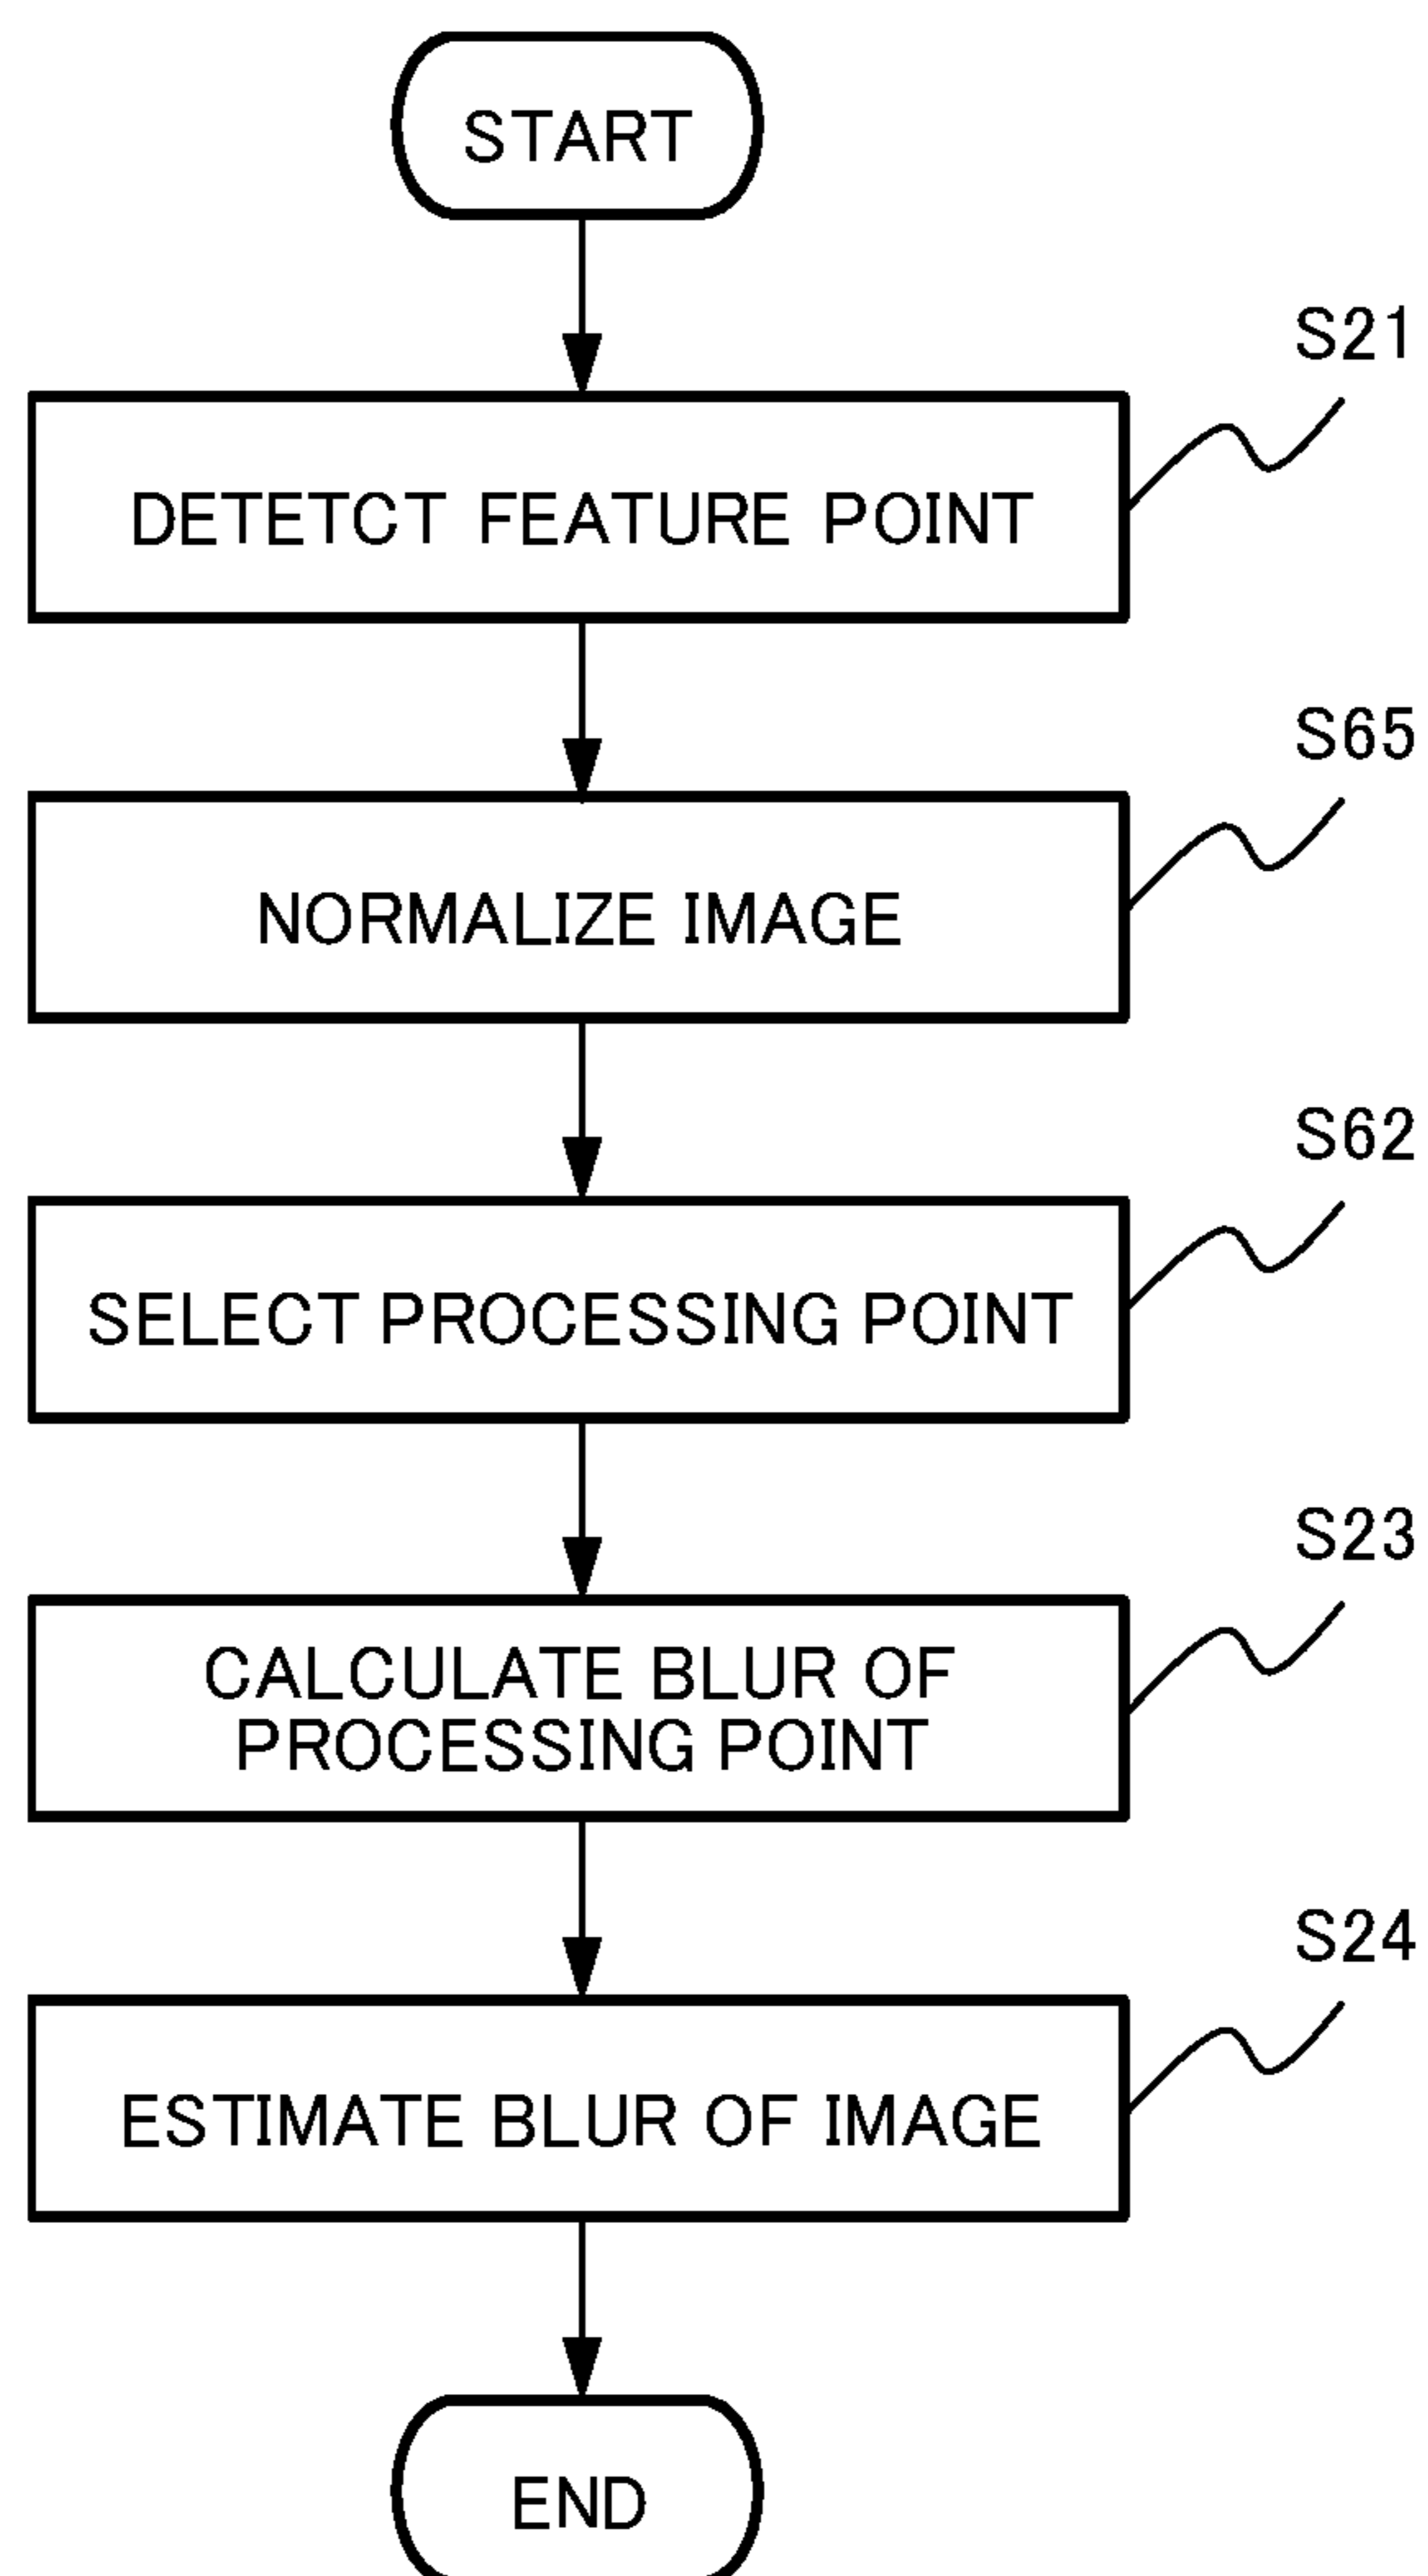 START
S21
DETETCT FEATURE POINT
S65
NORMALIZE IMAGE
S62
SELECT PROCESSING POINT
S23
CALCULATE BLUR OF
PROCESSING POINT
S24
ESTIMATE BLUR OF IMAGE
END